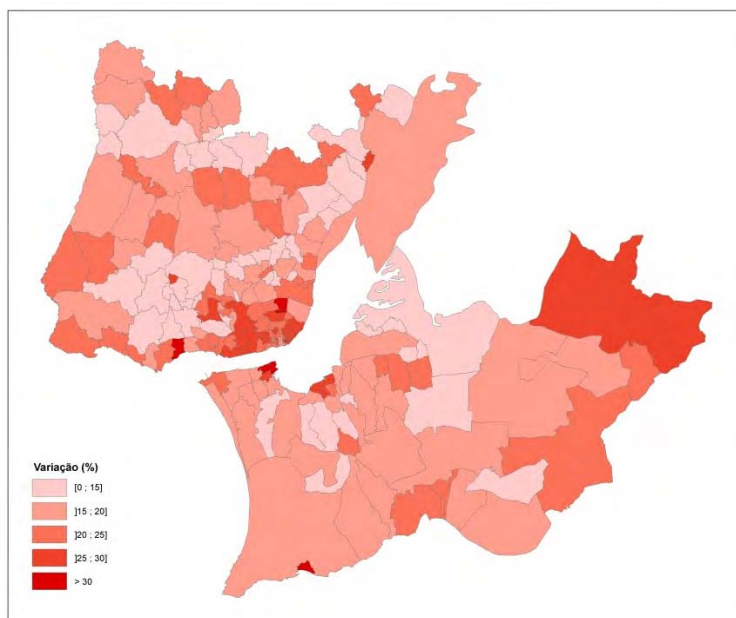 Variação (%)
[0 ; 15]
]15 ; 20]
]20 ; 25]
]25 ; 30]
> 30